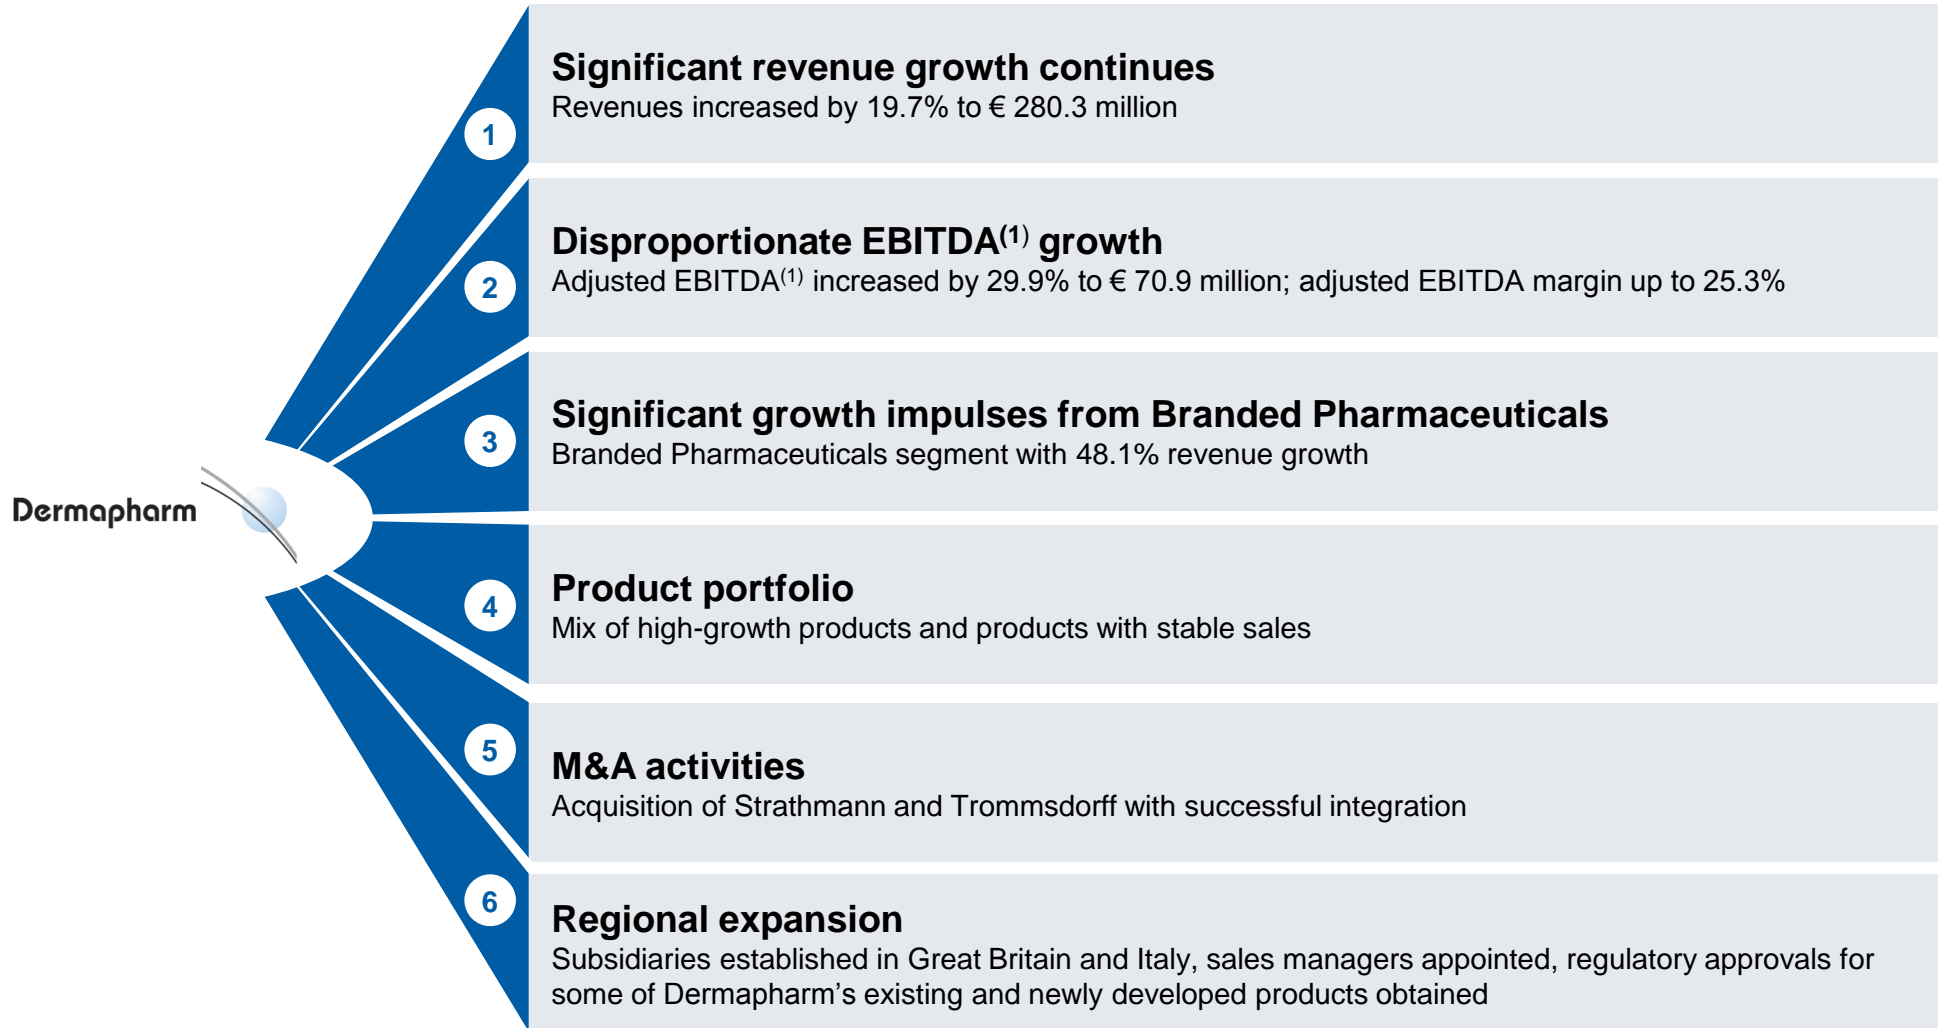 Dermapharm
1
Significant revenue growth continues
Revenues increased by 19.7% to € 280.3 million
2
Disproportionate EBITDA(1) growth
Adjusted EBITDA(1) increased by 29.9% to € 70.9 million; adjusted EBITDA margin up to 25.3%
3
Significant growth impulses from Branded Pharmaceuticals
Branded Pharmaceuticals segment with 48.1% revenue growth
4
Product portfolio
Mix of high-growth products and products with stable sales
5
M&A activities
Acquisition of Strathmann and Trommsdorff with successful integration
6
Regional expansion
Subsidiaries established in Great Britain and Italy, sales managers appointed, regulatory approvals for
some of Dermapharm’s existing and newly developed products obtained